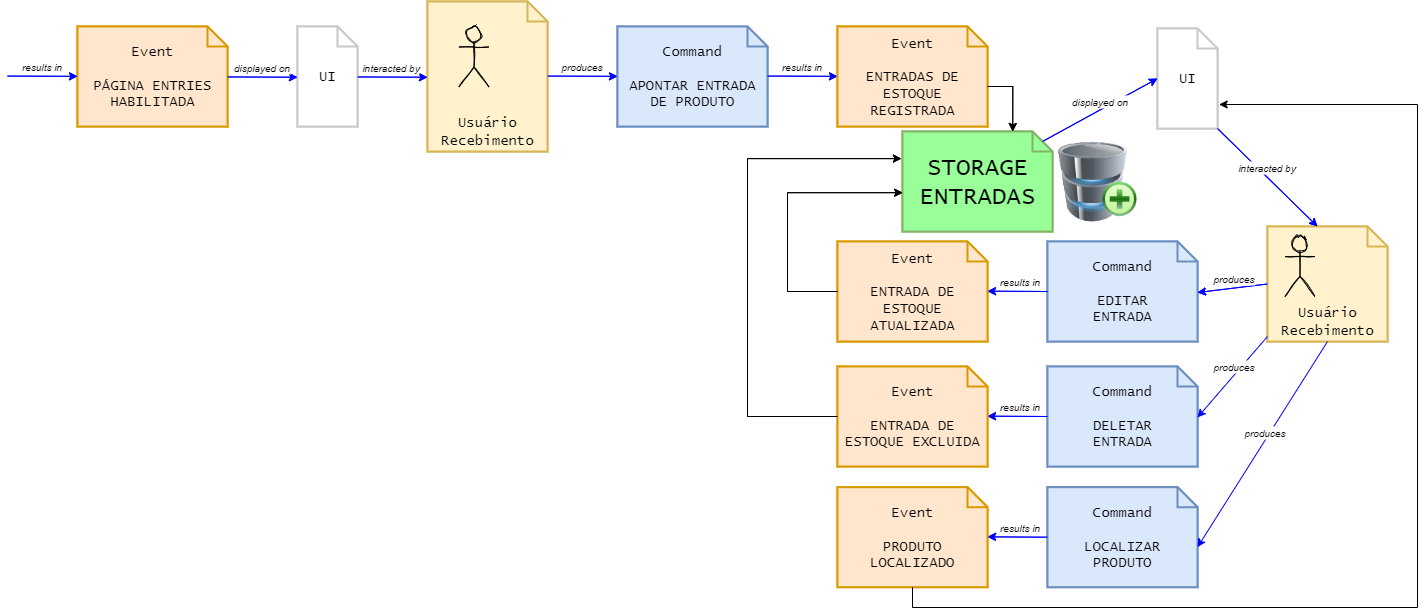 results in
Event
PÁGINA ENTRIES
HABILITADA
displayed on
UI
interacted by
Usuário
Recebimento
produces
Command
APONTAR ENTRADA
DE PRODUTO
results in
Event
ENTRADAS DE
ESTOQUE
REGISTRADA
STORAGE
ENTRADAS
displayed on
UI
interacted by
Usuário
Recebimento
produces
Command
EDITAR
ENTRADA
results in
Event
ENTRADA DE
ESTOQUE
ATUALIZADA
produces
Command
DELETAR
ENTRADA
results in
Event
ENTRADA DE
ESTOQUE EXCLUIDA
produces
Command
LOCALIZAR
PRODUTO
results in
Event
PRODUTO
LOCALIZADO